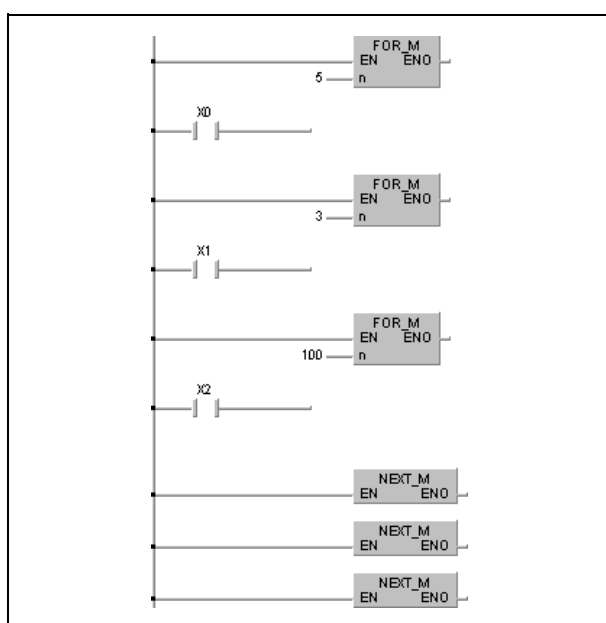 FOR_M
EN ENO
5 n
X0
FOR_M
EN ENO
3 n
X1
FOR_M
EN ENO
100 n
X2
NEXT_M
EN ENO
NEXT_M
EN ENO
NEXT_M
EN ENO